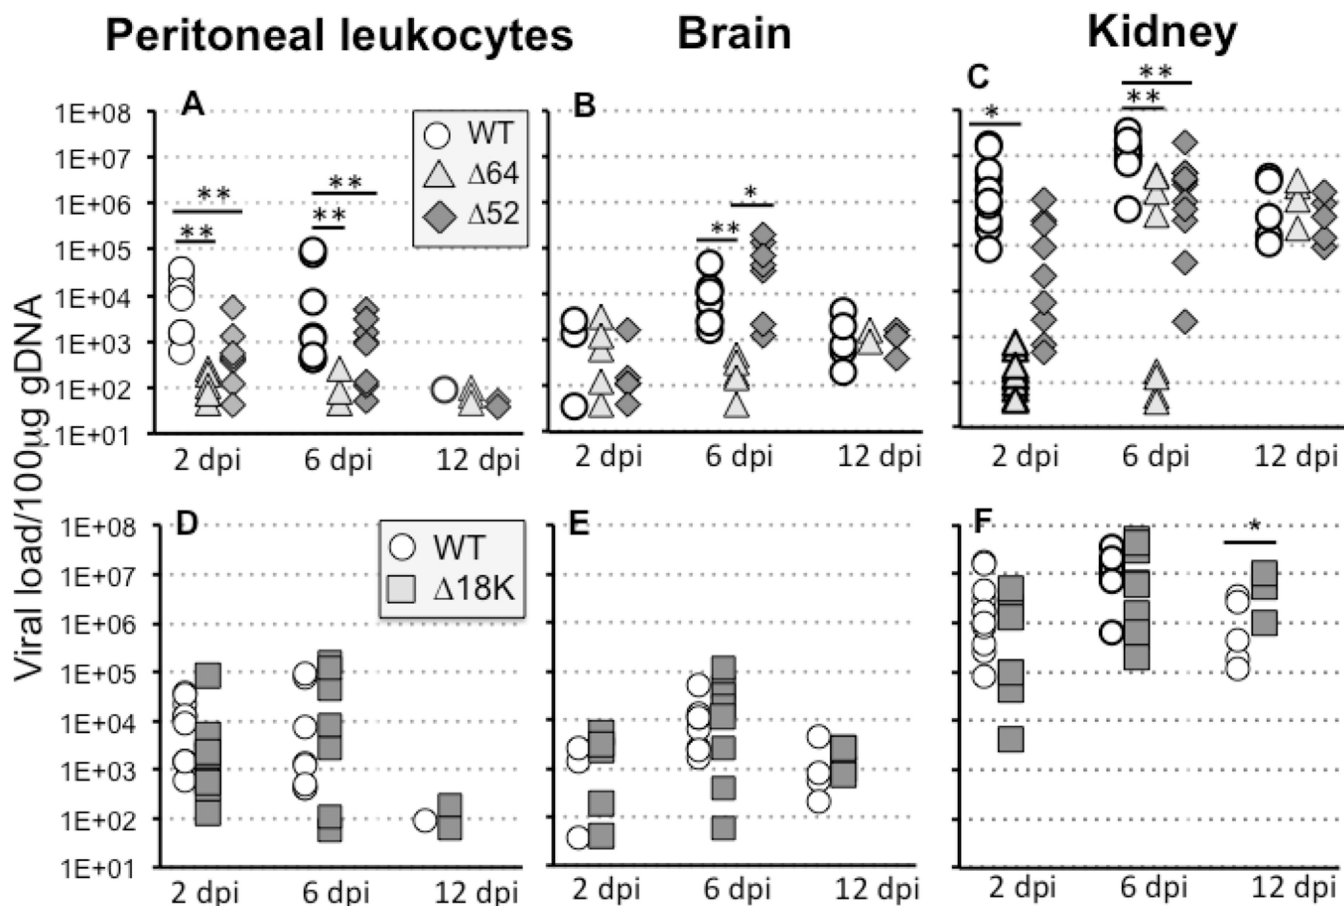 Peritoneal leukocytes Brain Kidney
Viral load/100µg gDNA
A
** **
** **
WT
Δ64
Δ52
1E+08
1E+07
1E+06
1E+05
1E+04
1E+03
1E+02
1E+01
2 dpi 6 dpi 12 dpi
B
** *
2 dpi 6 dpi 12 dpi
C
**
* **
2 dpi 6 dpi 12 dpi
D
WT
Δ18K
1E+08
1E+07
1E+06
1E+05
1E+04
1E+03
1E+02
1E+01
2 dpi 6 dpi 12 dpi
E
2 dpi 6 dpi 12 dpi
F
*
2 dpi 6 dpi 12 dpi